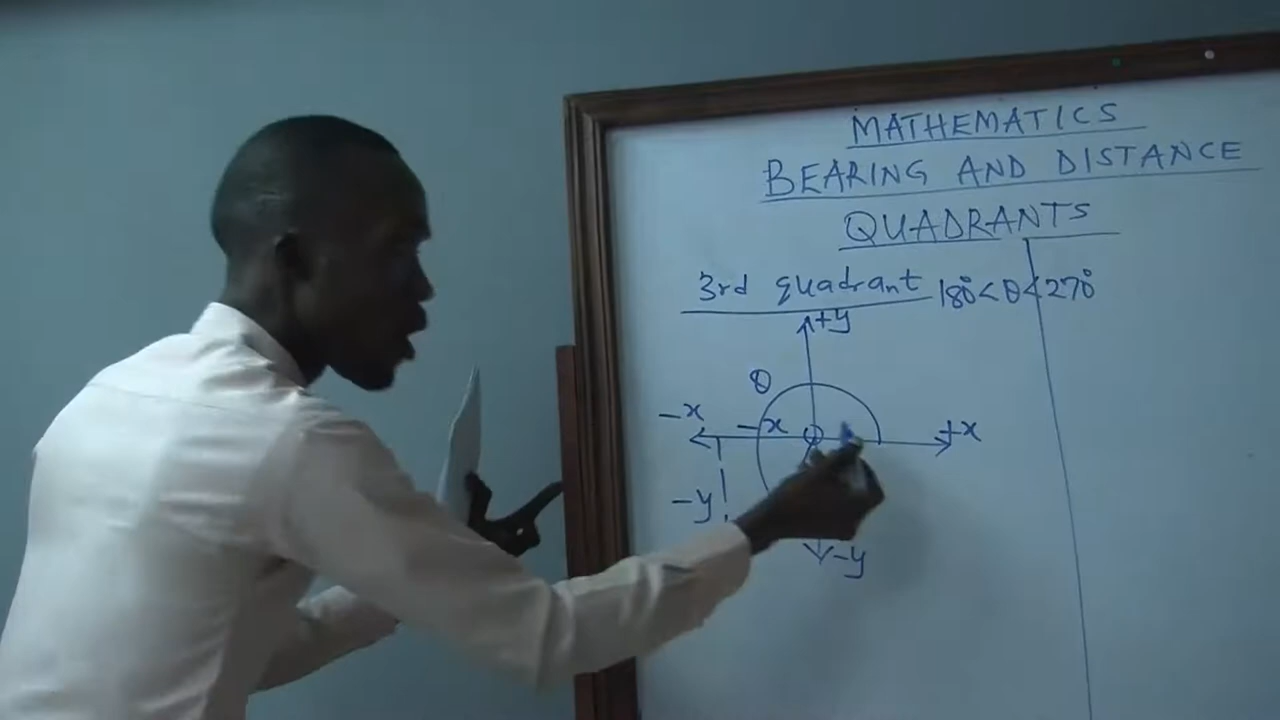 MATHEMATICS
BEARING AND DISTANCE
QUADRANTS
3rd quadrant 180° < θ < 270°
+y
θ
-x
-x
+x
-y
-y